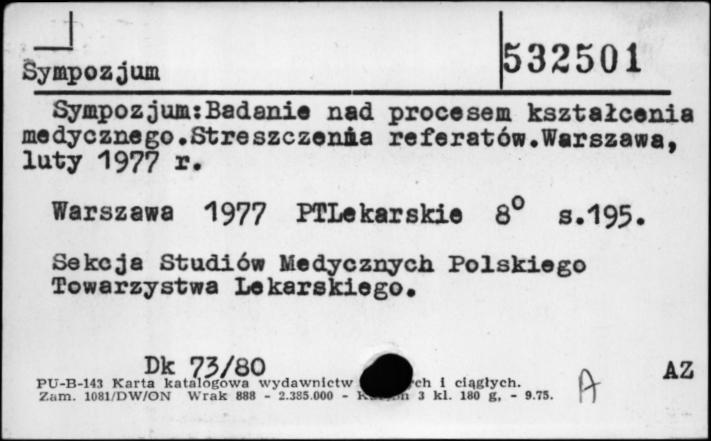 532501
Sympozjum
Sympozjum:Badanie nad procesem kształcenia
medycznego.Streszczenia referatów.Warszawa,
luty 1977 r.
Warszawa 1977 PTLekarskie 8° s.195.
Sekcja Studiów Medycznych Polskiego
Towarzystwa Lekarskiego.
Dk 73/80
AZ
PU-B-143 Karta katalogowa wydawnictw i ciągłych.
A
Zam. 1081/DW/ON Wrak 888 - 2.385.000 - 3 kl. 180 g, - 9.75.